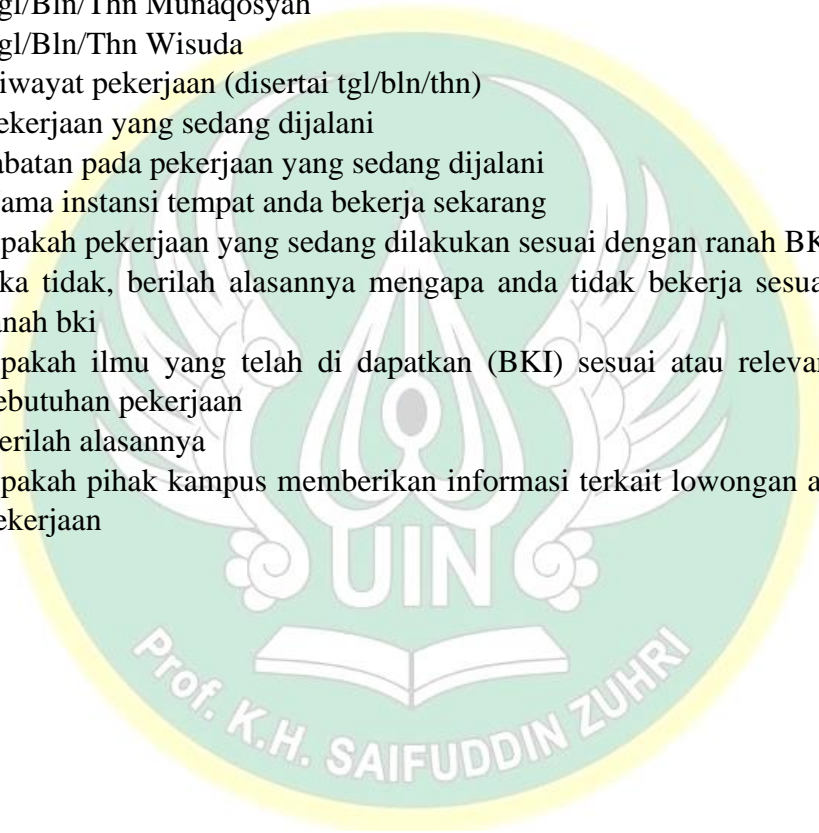 gl/Bln/Thn Munaqosyah
gl/Bln/Thn Wisuda
iwayat pekerjaan (disertai tgl/bln/thn)
ekerjaan yang sedang dijalani
abatan pada pekerjaan yang sedang dijalani
ama instansi tempat anda bekerja sekarang
pakah pekerjaan yang sedang dilakukan sesuai dengan ranah BK
ka tidak, berilah alasannya mengapa anda tidak bekerja sesua
anah bki
pakah ilmu yang telah di dapatkan (BKI) sesuai atau relevan
ebutuhan pekerjaan
erilah alasannya
pakah pihak kampus memberikan informasi terkait lowongan a
ekerjaan
UIN
Prof. K.H. SAIFUDDIN ZUHRI